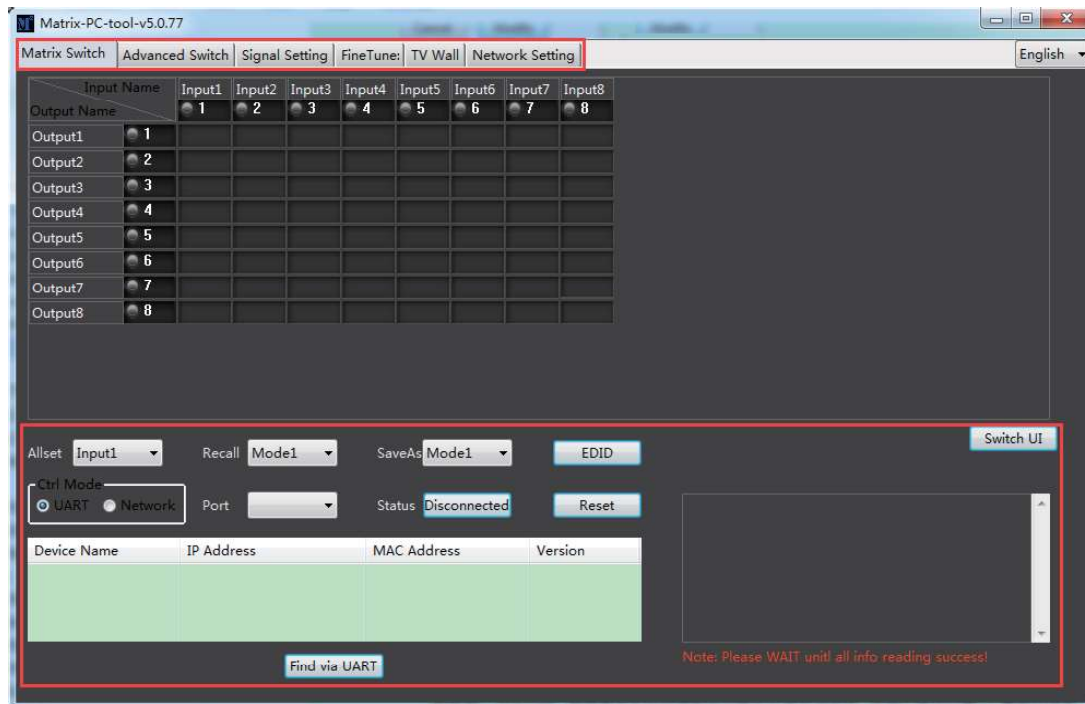 Matrix-PC-tool-v5.0.77
Matrix Switch Advanced Switch Signal Setting FineTune: TV Wall Network Setting English
Input Name Input1 Input2 Input3 Input4 Input5 Input6 Input7 Input8
Output Name 1 2 3 4 5 6 7 8
Output1 1
Output2 2
Output3 3
Output4 4
Output5 5
Output6 6
Output7 7
Output8 8
Switch UI
Allset Input1 Recall Mode1 SaveAs Mode1 EDID
Ctrl Mode
UART Network Port Status Disconnected Reset
Device Name IP Address MAC Address Version
Find via UART
Note: Please WAIT unitl all info reading success!